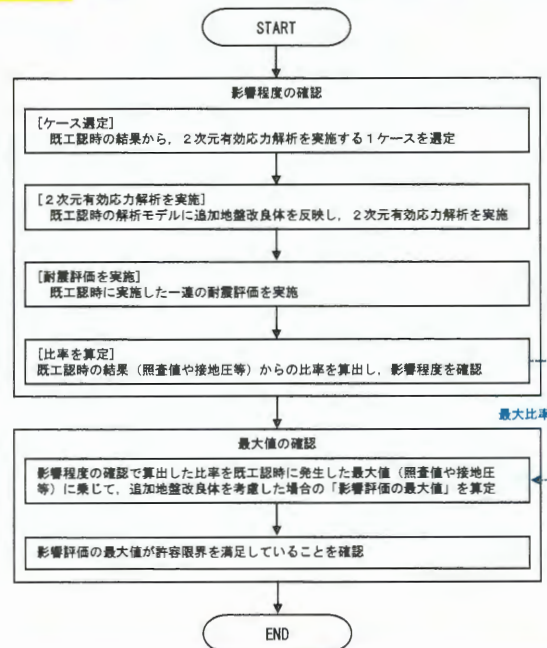 START
影響程度の確認
[ケース選定]
既工認時の結果から，２次元有効応力解析を実施する１ケースを選定
[２次元有効応力解析を実施]
既工認時の解析モデルに追加地盤改良体を反映し，２次元有効応力解析を実施
[耐震評価を実施]
既工認時に実施した一連の耐震評価を実施
[比率を算定]
既工認時の結果（照査値や接地圧等）からの比率を算出し，影響程度を確認
最大比率
最大値の確認
影響程度の確認で算出した比率を既工認時に発生した最大値（照査値や接地圧
等）に乗じて，追加地盤改良体を考慮した場合の「影響評価の最大値」を算定
影響評価の最大値が許容限界を満足していることを確認
END